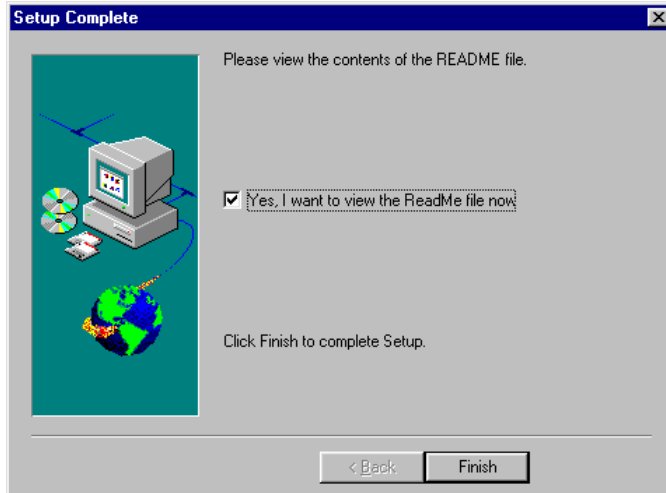 Setup Complete
Please view the contents of the README file.
Yes, I want to view the ReadMe file now
Click Finish to complete Setup.
< Back
Finish